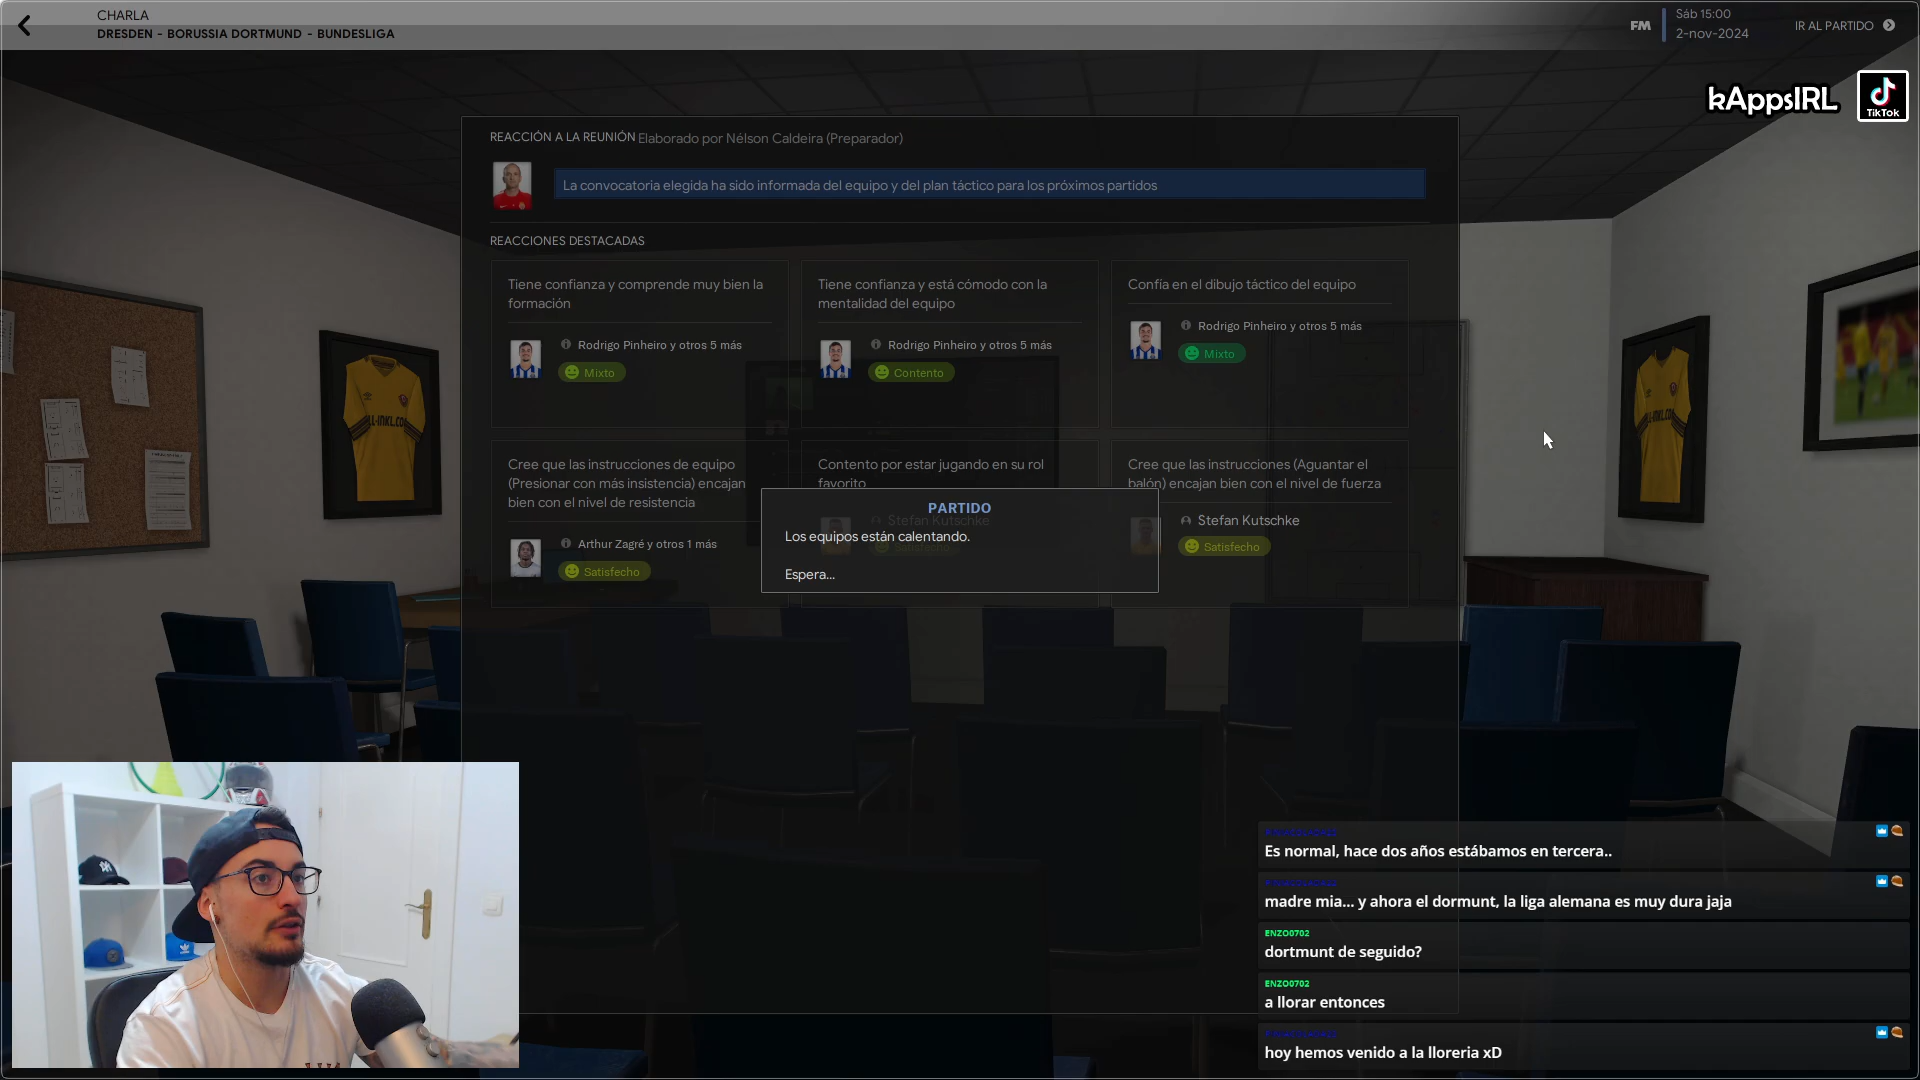 CHARLA
DRESDEN - BORUSSIA DORTMUND - BUNDESLIGA
FM
Sáb 15:00
2-nov-2024
IR AL PARTIDO
kAppsIRL
TikTok
REACCIÓN A LA REUNIÓN Elaborado por Nélson Caldeira (Preparador)
La convocatoria elegida ha sido informada del equipo y del plan táctico para los próximos partidos
REACCIONES DESTACADAS
Tiene confianza y comprende muy bien la
formación
Rodrigo Pinheiro y otros 5 más
Mixto
Tiene confianza y está cómodo con la
mentalidad del equipo
Rodrigo Pinheiro y otros 5 más
Contento
Confía en el dibujo táctico del equipo
Rodrigo Pinheiro y otros 5 más
Mixto
Cree que las instrucciones de equipo
(Presionar con más insistencia) encajan
bien con el nivel de resistencia
Arthur Zagré y otros 1 más
Satisfecho
Contento por estar jugando en su rol
favorito
Stefan Kutschke
Satisfecho
Cree que las instrucciones (Aguantar el
balón) encajan bien con el nivel de fuerza
Stefan Kutschke
Satisfecho
PARTIDO
Los equipos están calentando.
Espera...
Es normal, hace dos años estábamos en tercera..
madre mia... y ahora el dormunt, la liga alemana es muy dura jaja
ENZO0702
dortmunt de seguido?
ENZO0702
a llorar entonces
hoy hemos venido a la lloreria xD